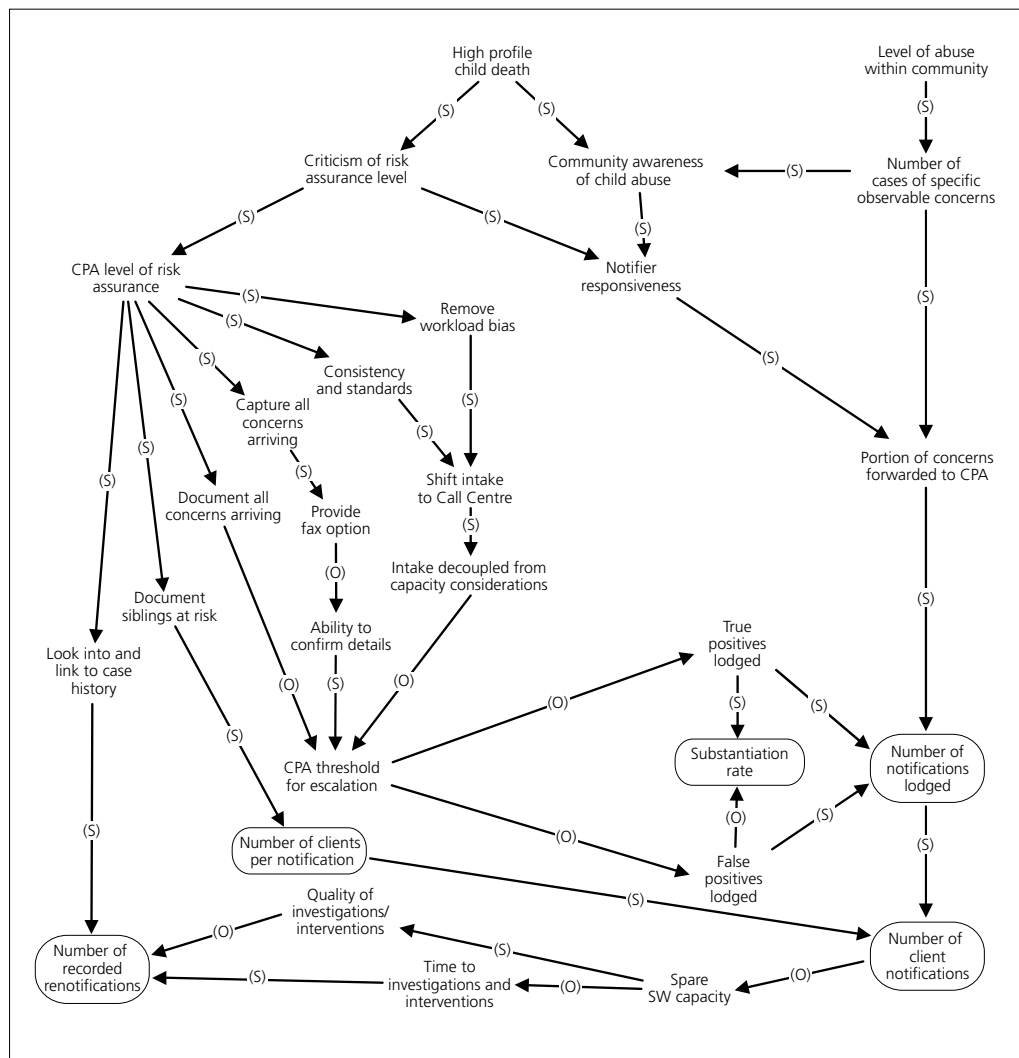 High profile
child death
Level of abuse
within community
(S)
(S)
(S)
Criticism of risk
assurance level
Community awareness
of child abuse
(S)
Number of
cases of specific
observable concerns
(S)
(S)
(S)
CPA level of risk
assurance
Notifier
responsiveness
(S)
(S)
Remove
workload bias
(S)
(S)
(S)
Consistency
and standards
(S)
(S)
Capture all
concerns
arriving
(S)
(S)
(S)
(S)
Shift intake
to Call Centre
Portion of concerns
forwarded to CPA
(S)
Document all
concerns arriving
Provide
fax option
(S)
(O)
Intake decoupled from
capacity considerations
Document
siblings at risk
(S)
Ability to
confirm details
True
positives
lodged
Look into and
link to case
history
(O)
(S)
(O)
(O)
(S)
(S)
(S)
CPA threshold
for escalation
Substantiation
rate
Number of
notifications
lodged
(S)
(O)
(O)
(S)
(S)
Number of clients
per notification
False
positives
lodged
Quality of
investigations/
interventions
(S)
(O)
(S)
Number of
recorded
renotifications
Number of
client
notifications
(S)
Time to
investigations and
interventions
(O)
Spare
SW capacity
(O)